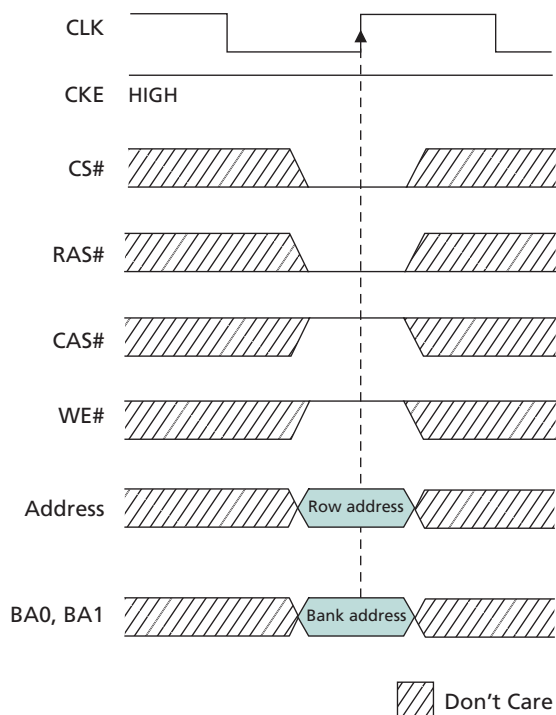 CLK
CKE HIGH
CS#
RAS#
CAS#
WE#
Address Row address
BA0, BA1 Bank address
Don't Care